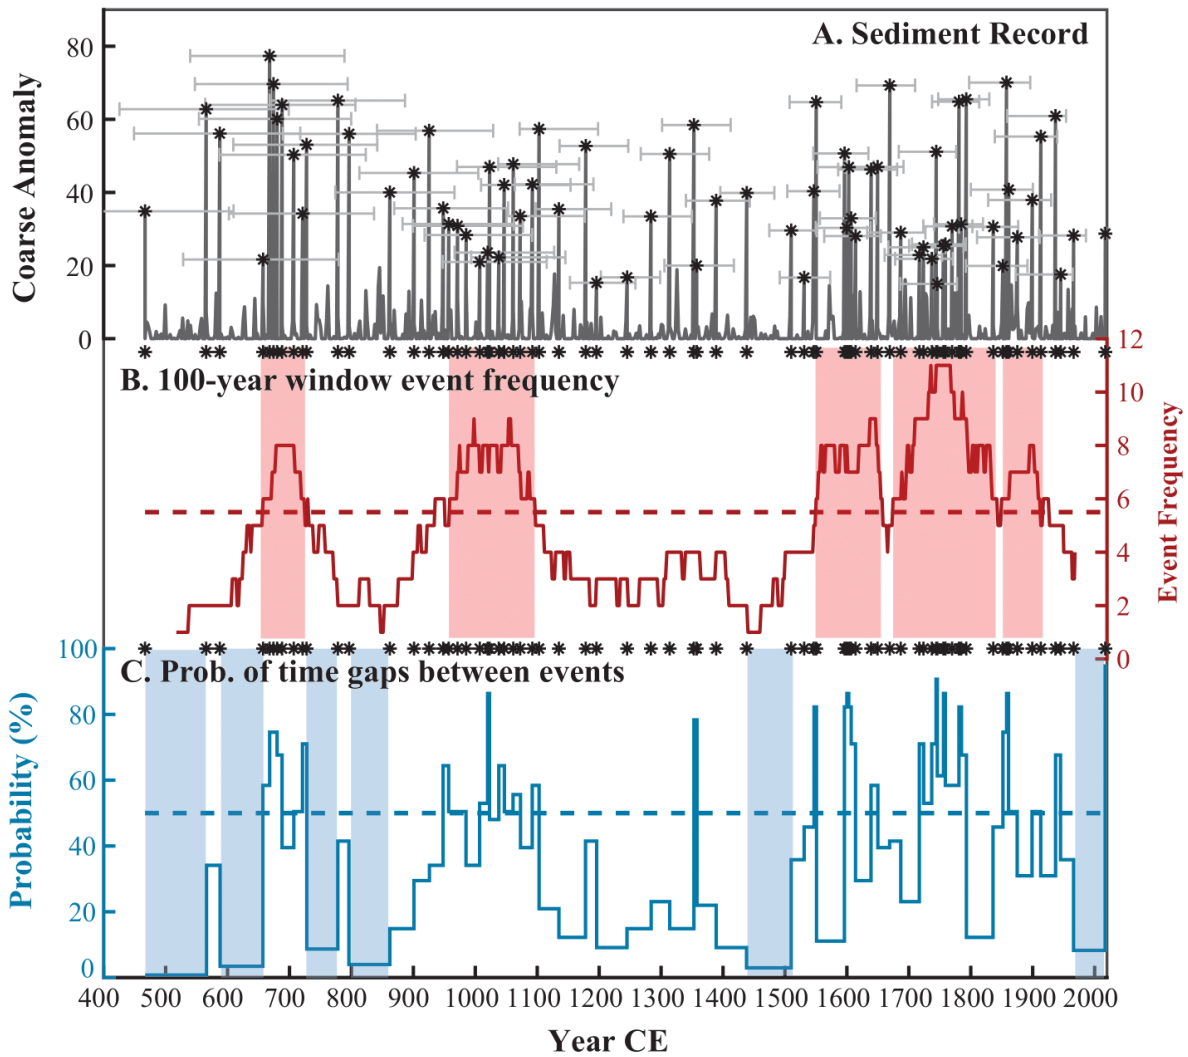 A. Sediment Record
Coarse Anomaly
80
60
40
20
0
B. 100-year window event frequency
12
10
8
6
4
2
0
Event Frequency
C. Prob. of time gaps between events
Probability (%)
100
80
60
40
20
0
400 500 600 700 800 900 1000 1100 1200 1300 1400 1500 1600 1700 1800 1900 2000
Year CE